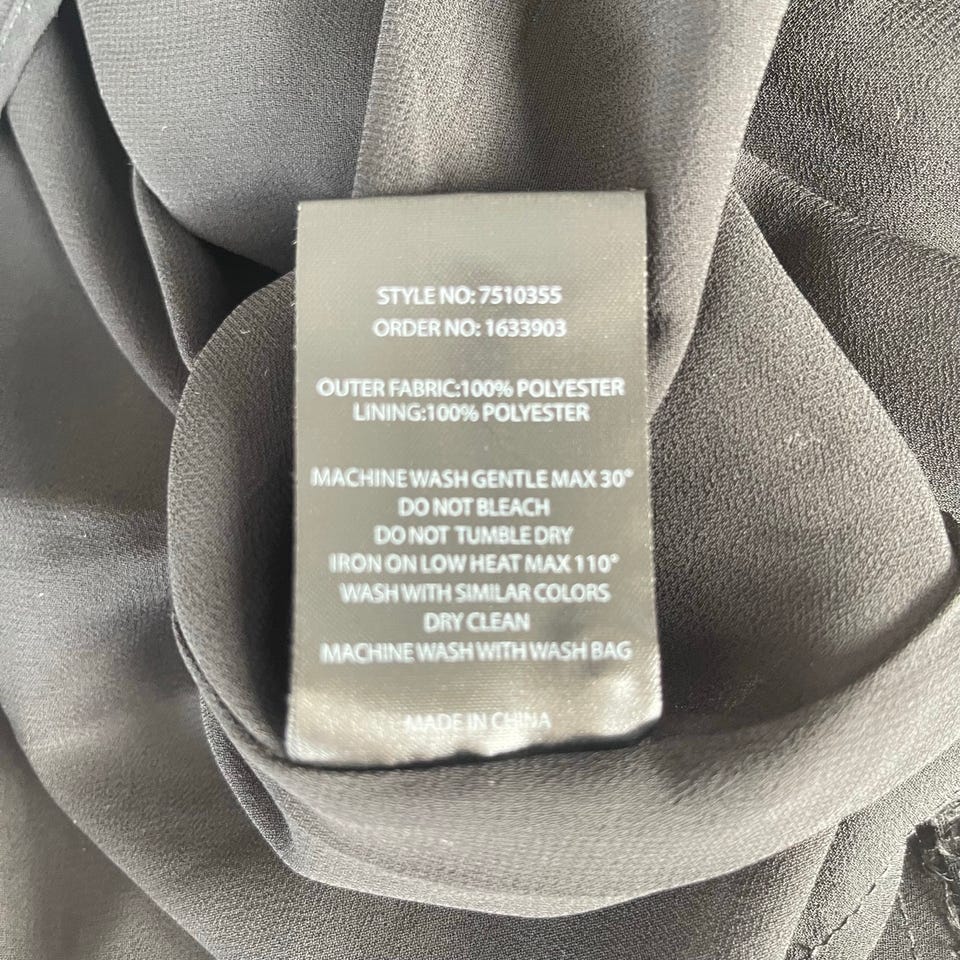 STYLE NO: 7510355
ORDER NO: 1633903
OUTER FABRIC:100% POLYESTER
LINING:100% POLYESTER
MACHINE WASH GENTLE MAX 30°
DO NOT BLEACH
DO NOT TUMBLE DRY
IRON ON LOW HEAT MAX 110°
WASH WITH SIMILAR COLORS
DRY CLEAN
MACHINE WASH WITH WASH BAG
MADE IN CHINA